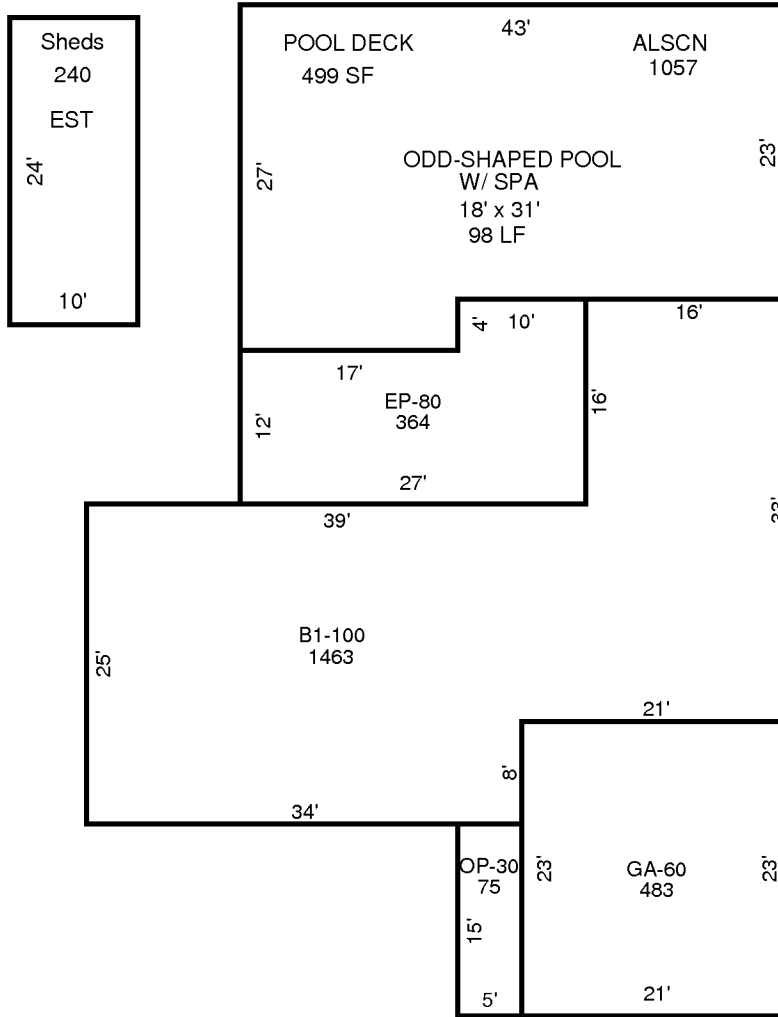 Sheds
240
EST
24'
10'
POOL DECK
499 SF
43'
ALSCN
1057
27'
23'
ODD-SHAPED POOL
W/ SPA
18' x 31'
98 LF
4'
10'
16'
17'
EP-80
364
12'
16'
27'
39'
33'
B1-100
1463
25'
21'
8'
34'
OP-30
75
15'
5'
23'
GA-60
483
23'
21'